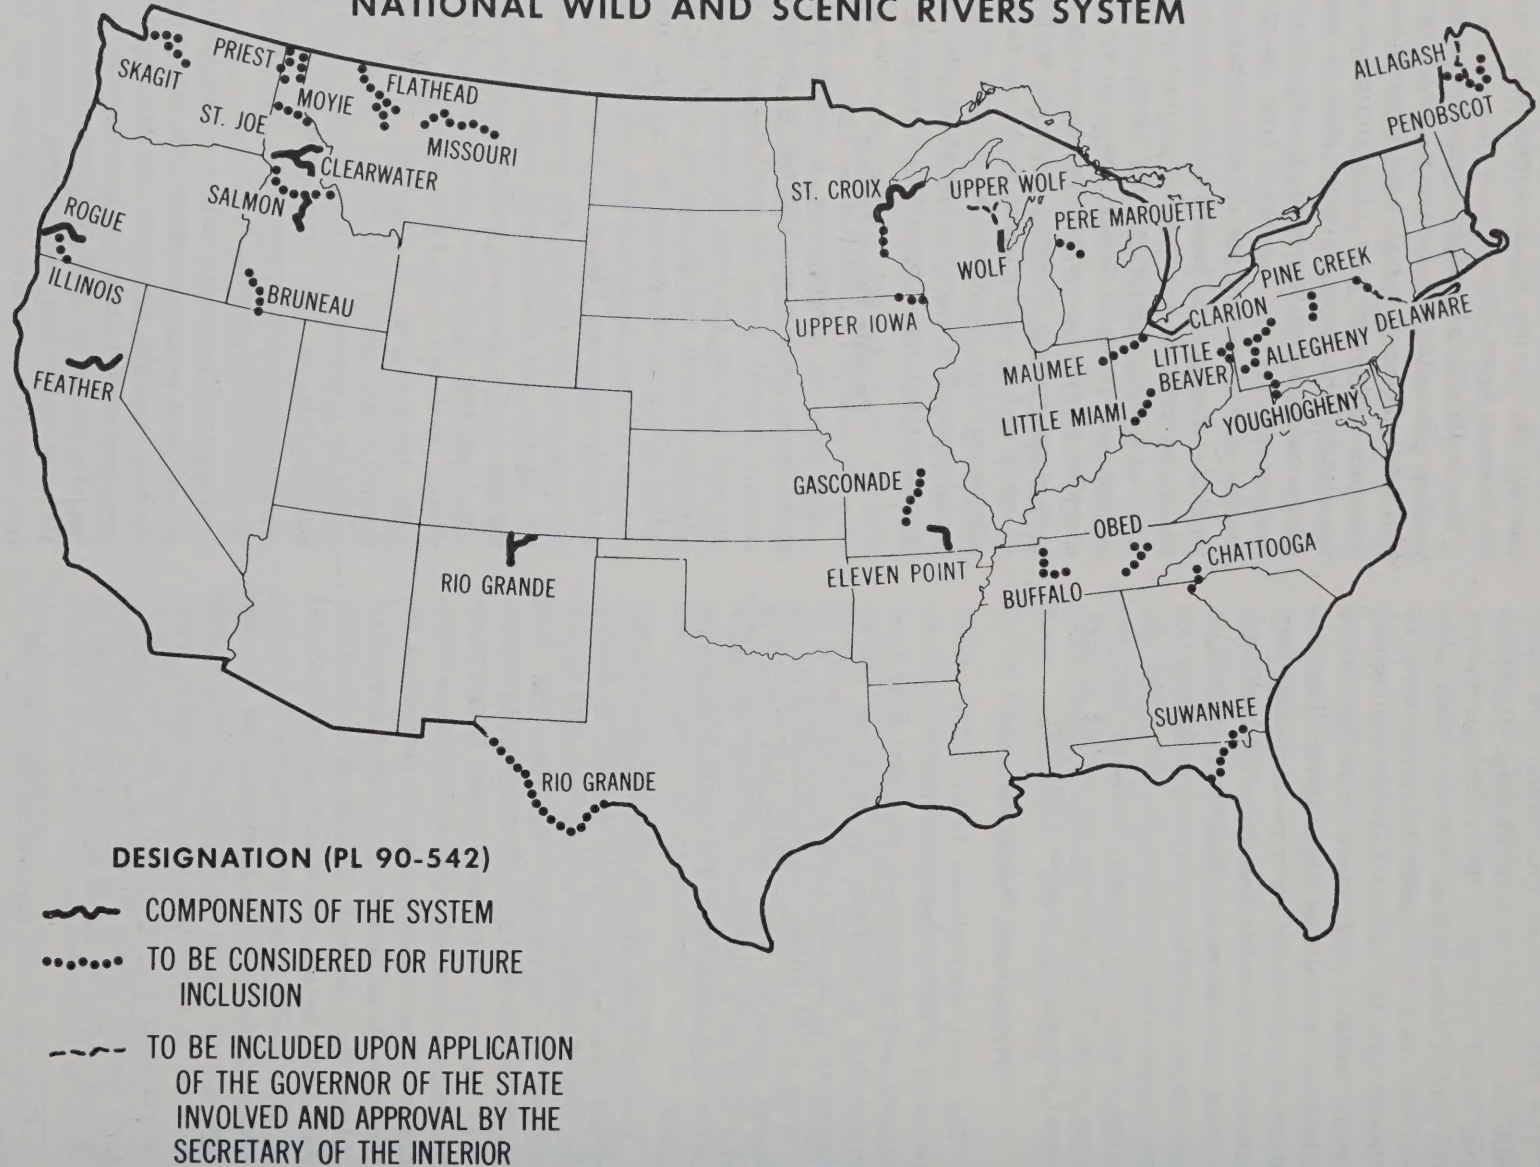 NATIONAL WILD AND SCENIC RIVERS SYSTEM
SKAGIT
PRIEST
MOYIE
FLATHEAD
ST. JOE
MISSOURI
CLEARWATER
SALMON
ROGUE
ILLINOIS
BRUNEAU
FEATHER
RIO GRANDE
RIO GRANDE
ST. CROIX
UPPER WOLF
WOLF
PERE MARQUETTE
UPPER IOWA
MAUMEE
LITTLE MIAMI
LITTLE
BEAVER
CLARION
PINE CREEK
ALLEGHENY
DELAWARE
YOUGHIOGHENY
ALLAGASH
PENOBSCOT
GASCONADE
ELEVEN POINT
OBED
BUFFALO
CHATTOOGA
SUWANNEE
DESIGNATION (PL 90-542)
COMPONENTS OF THE SYSTEM
TO BE CONSIDERED FOR FUTURE
INCLUSION
TO BE INCLUDED UPON APPLICATION
OF THE GOVERNOR OF THE STATE
INVOLVED AND APPROVAL BY THE
SECRETARY OF THE INTERIOR